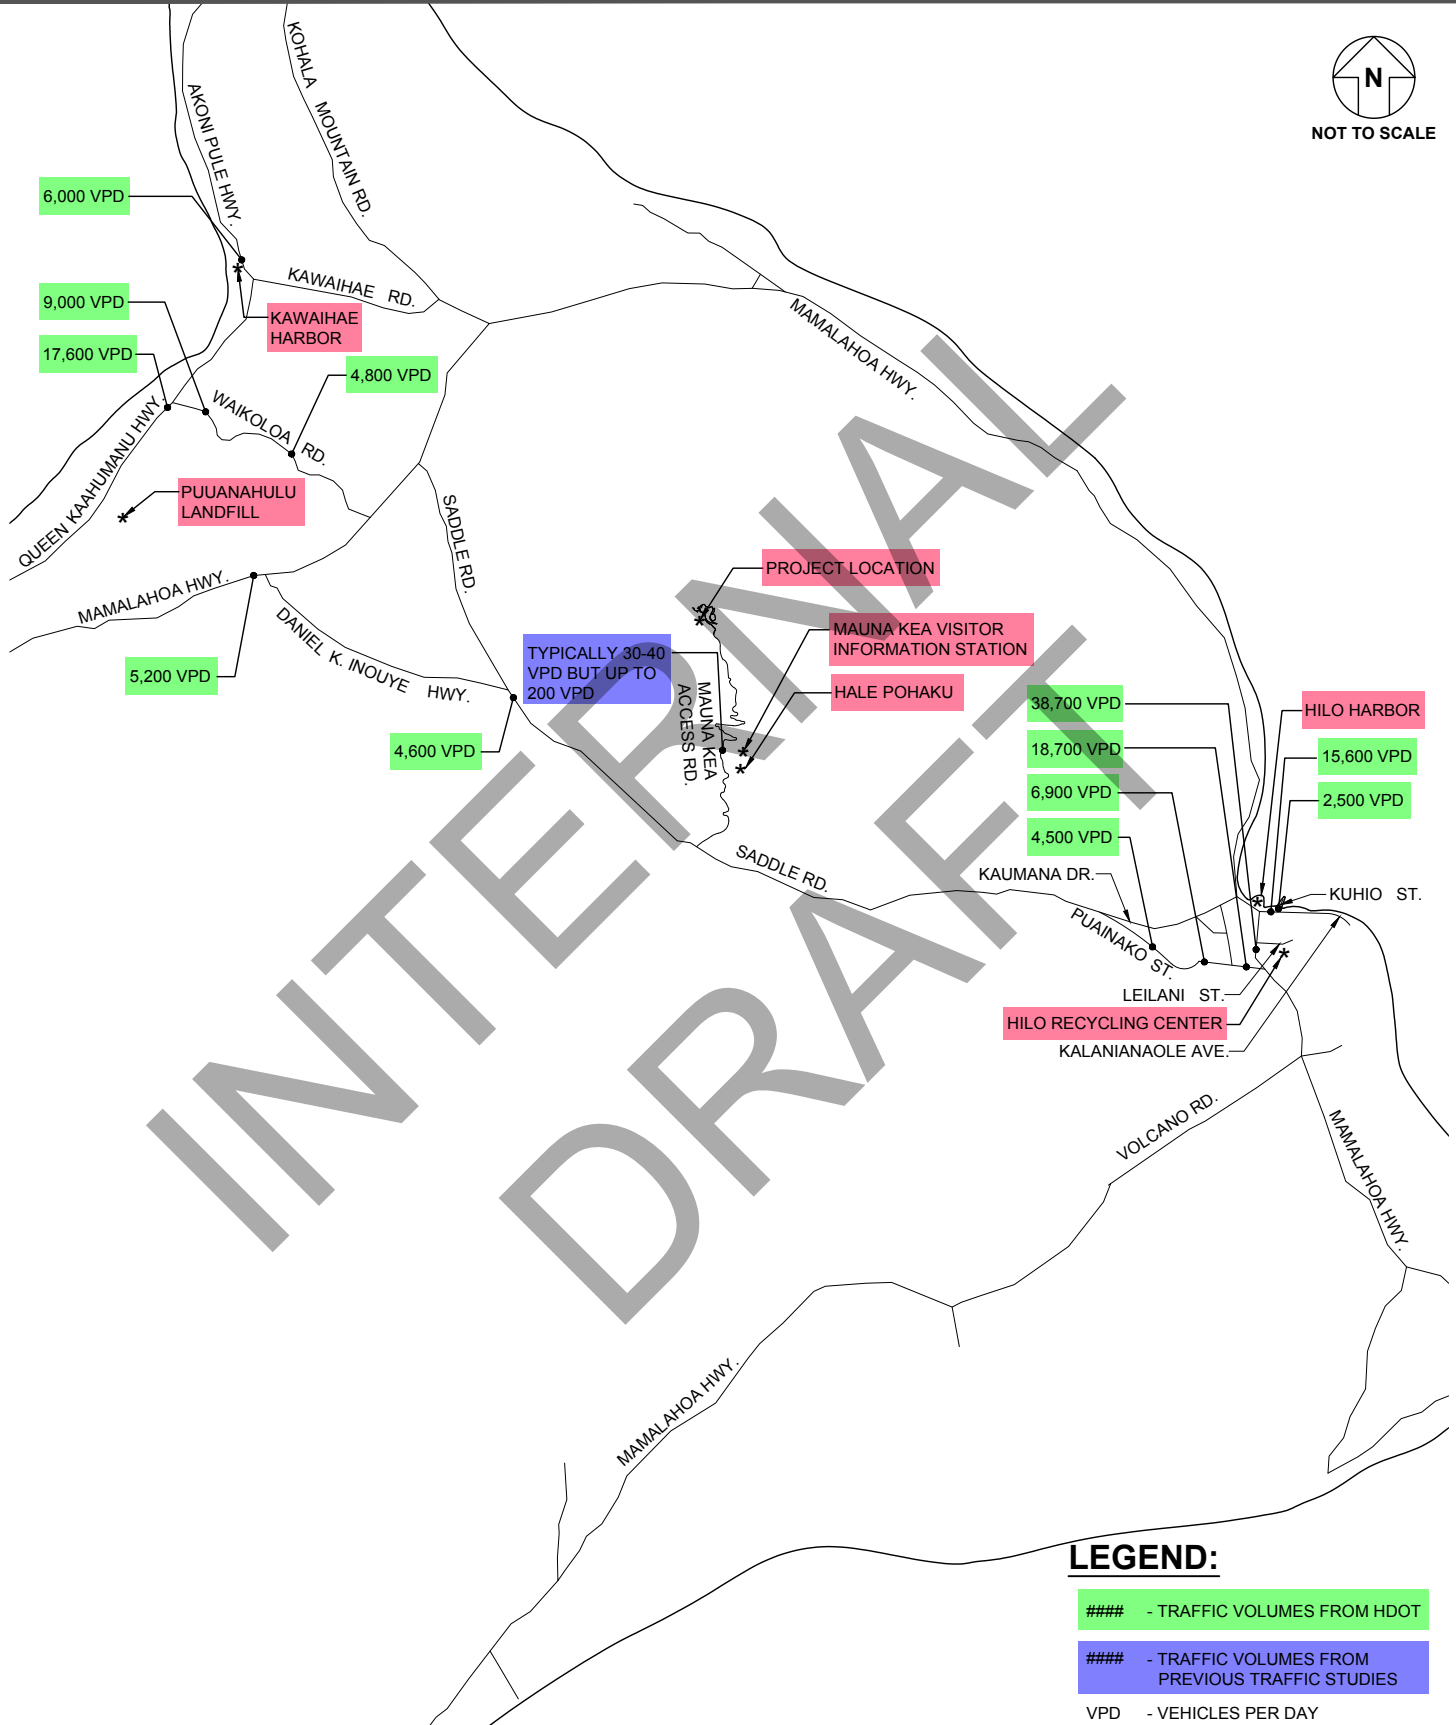 N
NOT TO SCALE
KOHALA MOUNTAIN RD.
AKONI PULE HWY.
6,000 VPD
KAWAIHAE RD.
9,000 VPD
KAWAIHAE
HARBOR
17,600 VPD
4,800 VPD
MAMALAHOA HWY.
WAIKOLOA RD.
QUEEN KAAHUMANU HWY.
PUUANAHULU
LANDFILL
SADDLE RD.
MAMALAHOA HWY.
DANIEL K. INOUYE HWY.
5,200 VPD
PROJECT LOCATION
MAUNA KEA VISITOR
INFORMATION STATION
TYPICALLY 30-40
VPD BUT UP TO
200 VPD
HALE POHAKU
MAUNA KEA
ACCESS RD.
4,600 VPD
38,700 VPD
HILO HARBOR
18,700 VPD
15,600 VPD
6,900 VPD
2,500 VPD
4,500 VPD
SADDLE RD.
KAUMANA DR.
KUHIO ST.
PUAINAKO ST.
LEILANI ST.
HILO RECYCLING CENTER
KALANIANAOLE AVE.
VOLCANO RD.
MAMALAHOA HWY.
MAMALAHOA HWY.
INTERNAL
DRAFT
LEGEND:
#### - TRAFFIC VOLUMES FROM HDOT
#### - TRAFFIC VOLUMES FROM
PREVIOUS TRAFFIC STUDIES
VPD - VEHICLES PER DAY